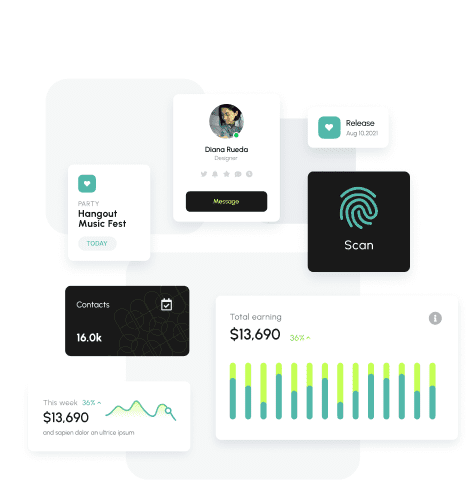 Diana Rueda
Designer
Message
Release
Aug 10,2021
PARTY
Hangout
Music Fest
TODAY
Scan
Contacts
16.0k
Total earning
$13,690 36%
This week 36%
$13,690
and sapien dolor an ultrice ipsum